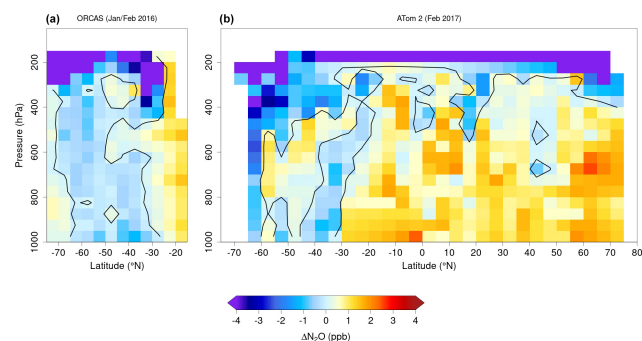 (a) ORCAS (Jan/Feb 2016)
(b) ATom 2 (Feb 2017)
Pressure (hPa)
200
400
600
800
1000
-70 -60 -50 -40 -30 -20
Latitude (°N)
200
400
600
800
1000
-70 -60 -50 -40 -30 -20 -10 0 10 20 30 40 50 60 70 80
Latitude (°N)
-4 -3 -2 -1 0 1 2 3 4
ΔN₂O (ppb)